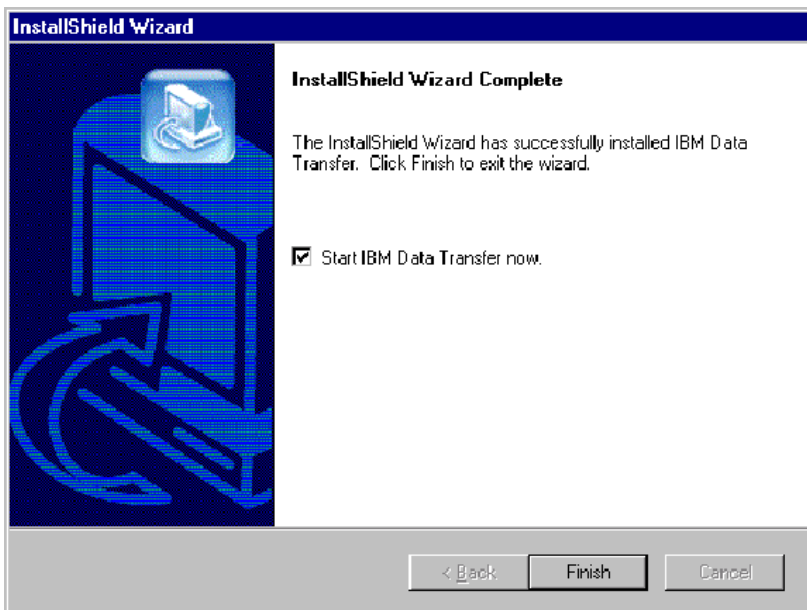 InstallShield Wizard
InstallShield Wizard Complete
The InstallShield Wizard has successfully installed IBM Data
Transfer. Click Finish to exit the wizard.
Start IBM Data Transfer now.
< Back
Finish
Cancel